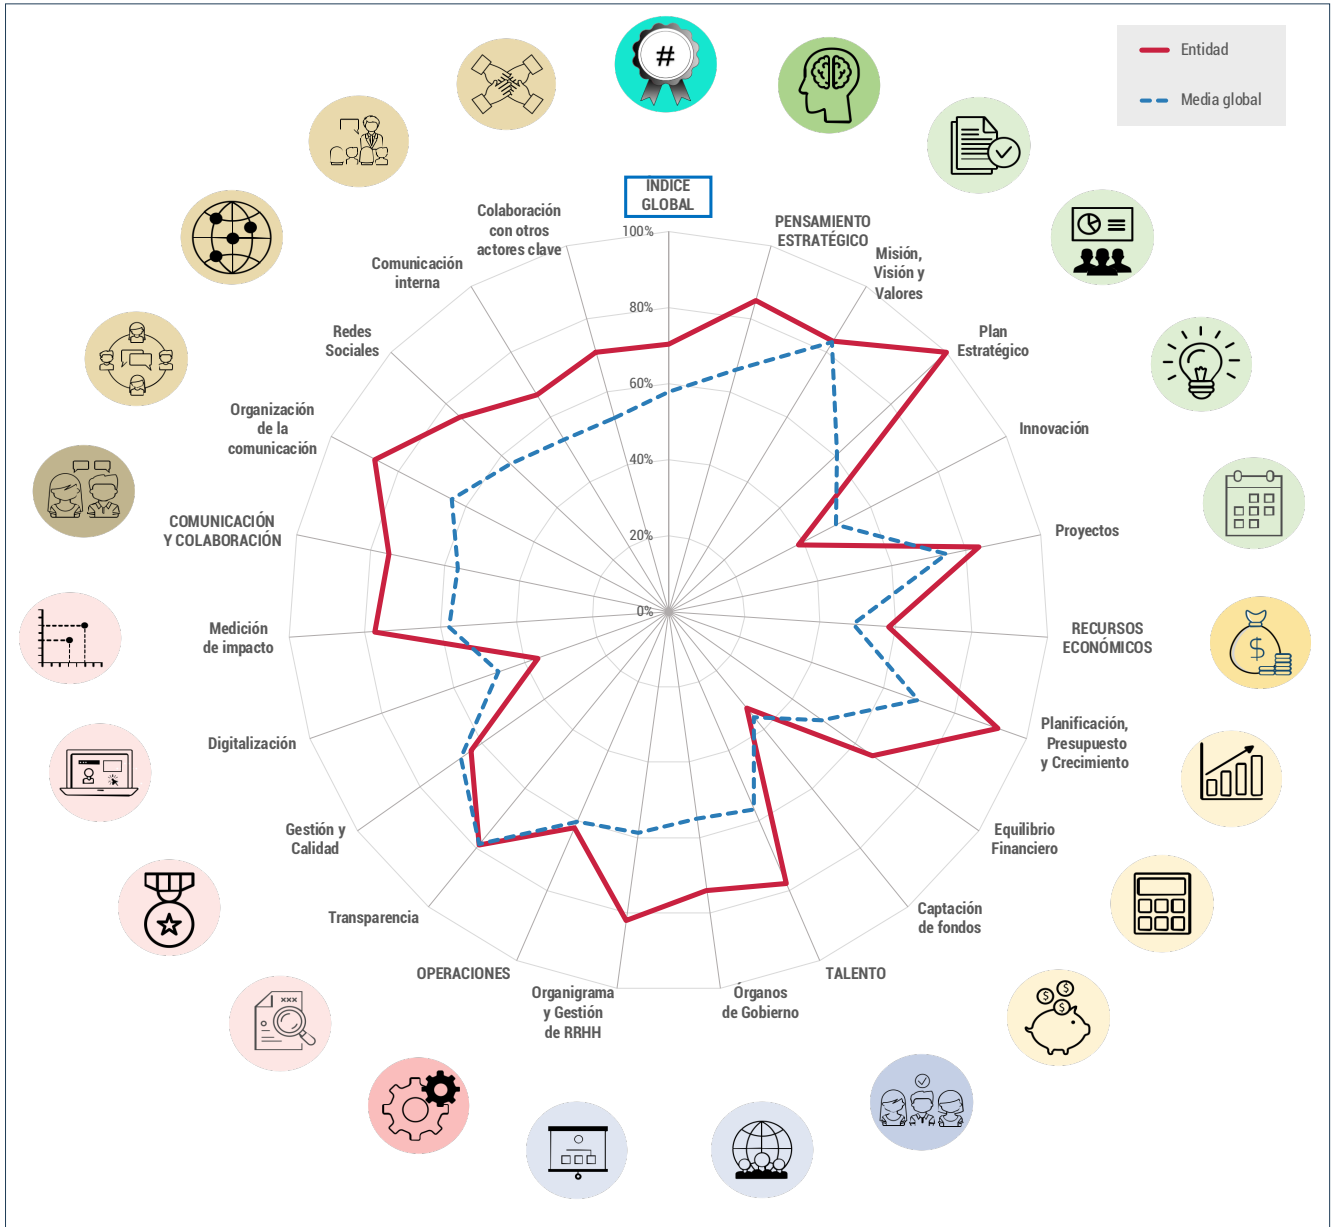 #
Entidad
Media global
ÍNDICE
GLOBAL
PENSAMIENTO
ESTRATÉGICO
Misión,
Visión y
Valores
Plan
Estratégico
Innovación
Proyectos
RECURSOS
ECONÓMICOS
Planificación,
Presupuesto
y Crecimiento
Equilibrio
Financiero
Captación
de fondos
TALENTO
Órganos
de Gobierno
Organigrama
y Gestión
de RRHH
OPERACIONES
Transparencia
Gestión y
Calidad
Digitalización
Medición
de impacto
COMUNICACIÓN
Y COLABORACIÓN
Organización
de la
comunicación
Redes
Sociales
Comunicación
interna
Colaboración
con otros
actores clave
100%
80%
60%
40%
20%
0%
$
$
$
$
XXX